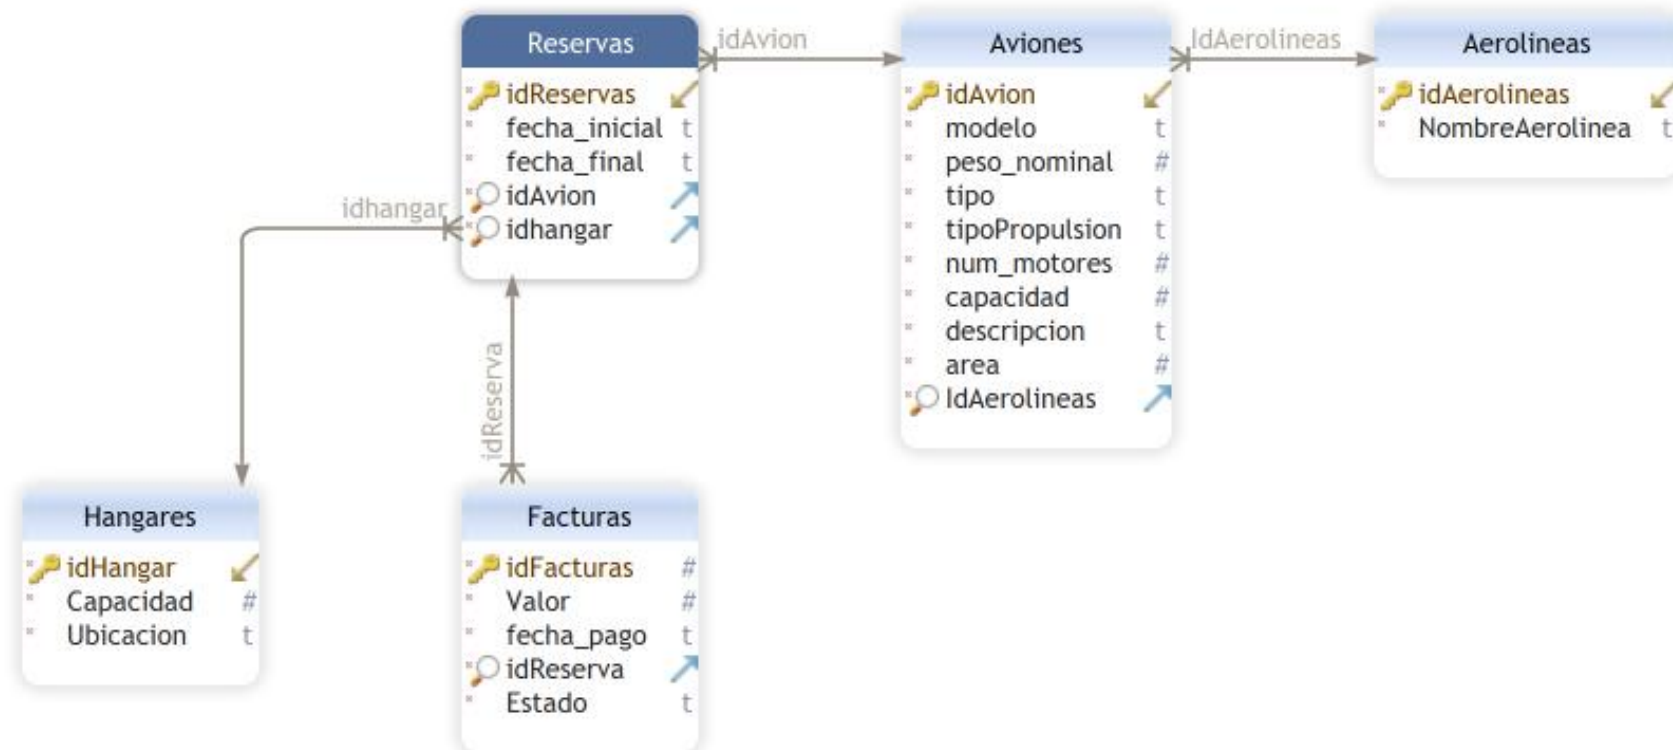 Reservas
idReservas
fecha_inicial t
fecha_final t
idAvion
idhangar
idAvion
Aviones
idAvion
modelo t
peso_nominal #
tipo t
tipoPropulsion t
num_motores #
capacidad #
descripcion t
area #
IdAerolineas
IdAerolineas
Aerolineas
idAerolineas
NombreAerolinea t
idhangar
idReserva
Hangares
idHangar
Capacidad #
Ubicacion t
Facturas
idFacturas #
Valor #
fecha_pago t
idReserva
Estado t